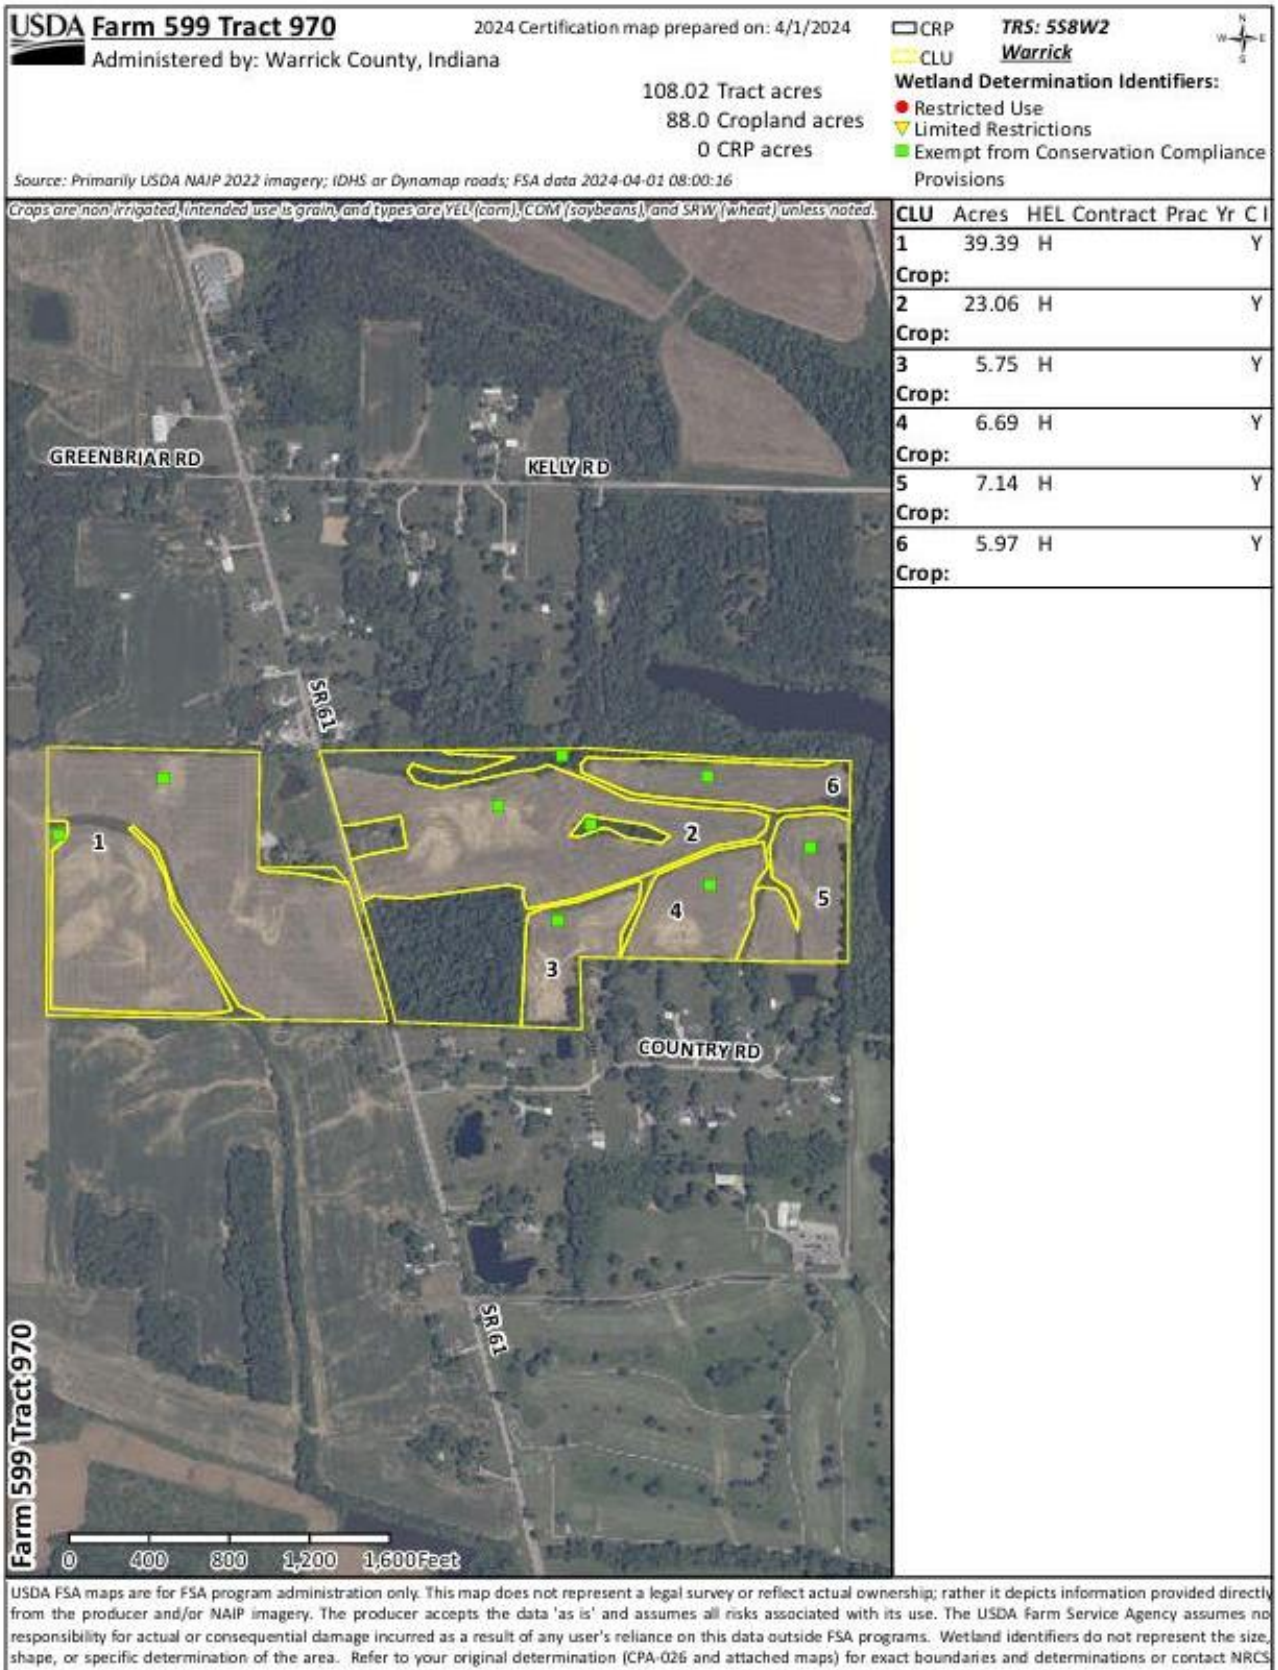 USDA Farm 599 Tract 970
2024 Certification map prepared on: 4/1/2024
Administered by: Warrick County, Indiana
108.02 Tract acres
88.0 Cropland acres
0 CRP acres
Source: Primarily USDA NAIP 2022 imagery; IDHS or Dynamap roads; FSA data 2024-04-01 08:00:16
CRP
CLU
TRS: 5S8W2
Warrick
N
W E
S
Wetland Determination Identifiers:
Restricted Use
Limited Restrictions
Exempt from Conservation Compliance
Provisions
Crops are non-irrigated, intended use is grain, and types are YEL (corn), COM (soybeans), and SRW (wheat) unless noted.
CLU Acres HEL Contract Prac Yr C I
1 39.39 H Y
Crop:
2 23.06 H Y
Crop:
3 5.75 H Y
Crop:
4 6.69 H Y
Crop:
5 7.14 H Y
Crop:
6 5.97 H Y
Crop:
GREENBRIAR RD
KELLY RD
SR 61
6
2
1
5
4
3
COUNTRY RD
SR 61
Farm 599 Tract 970
0 400 800 1,200 1,600 Feet
USDA FSA maps are for FSA program administration only. This map does not represent a legal survey or reflect actual ownership; rather it depicts information provided directly
from the producer and/or NAIP imagery. The producer accepts the data 'as is' and assumes all risks associated with its use. The USDA Farm Service Agency assumes no
responsibility for actual or consequential damage incurred as a result of any user's reliance on this data outside FSA programs. Wetland identifiers do not represent the size,
shape, or specific determination of the area. Refer to your original determination (CPA-026 and attached maps) for exact boundaries and determinations or contact NRCS